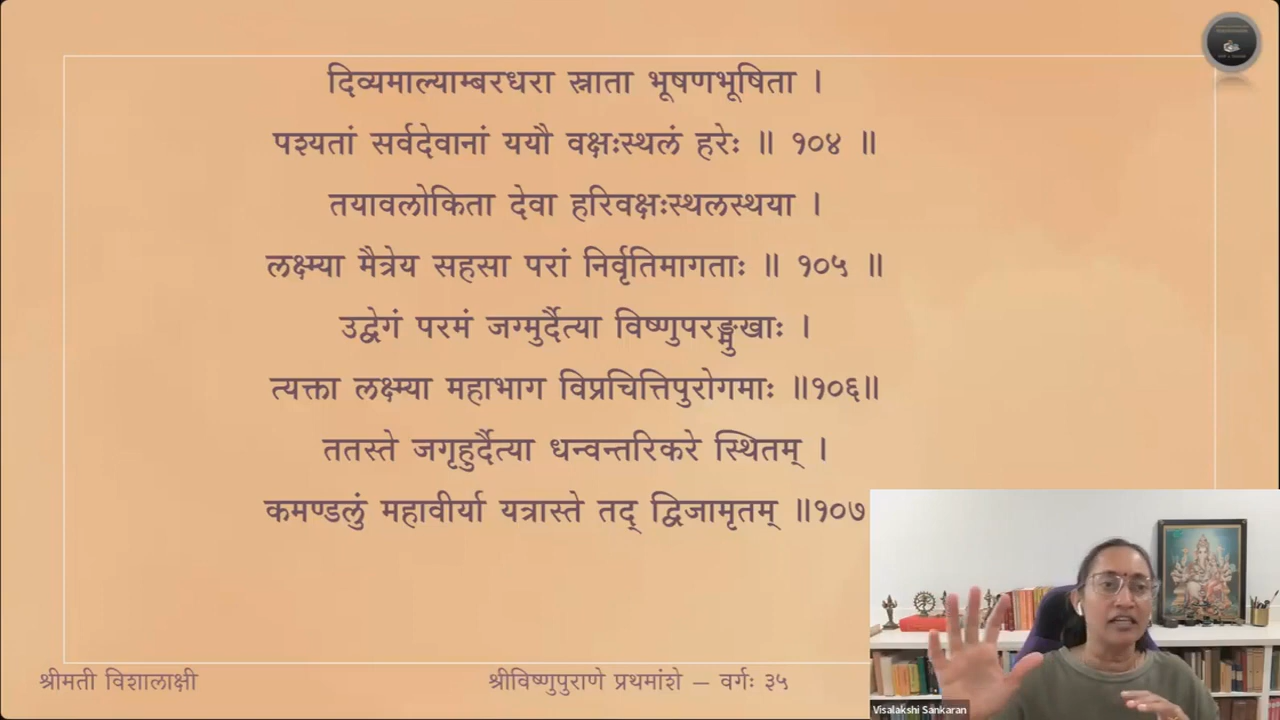 दिव्यमाल्याम्बरधरा स्नाता भूषणभूषिता ।
पश्यतां सर्वदेवानां ययौ वक्षःस्थलं हरेः ॥ १०४ ॥
तयावलोकिता देवा हरिवक्षःस्थलस्थया ।
लक्ष्म्या मैत्रेय सहसा परां निर्वृतिमागताः ॥ १०५ ॥
उद्वेगं परमं जग्मुर्दैत्या विष्णुपरङ्मुखाः ।
त्यक्ता लक्ष्म्या महाभाग विप्रचित्तिपुरोगमाः ॥१०६॥
ततस्ते जगृहुर्दैत्या धन्वन्तरिकरे स्थितम् ।
कमण्डलुं महावीर्या यत्रास्ते तद् द्विजामृतम् ॥१०७
श्रीमती विशालाक्षी
श्रीविष्णुपुराणे प्रथमांशे – वर्गः ३५
Visalakshi Sankaran